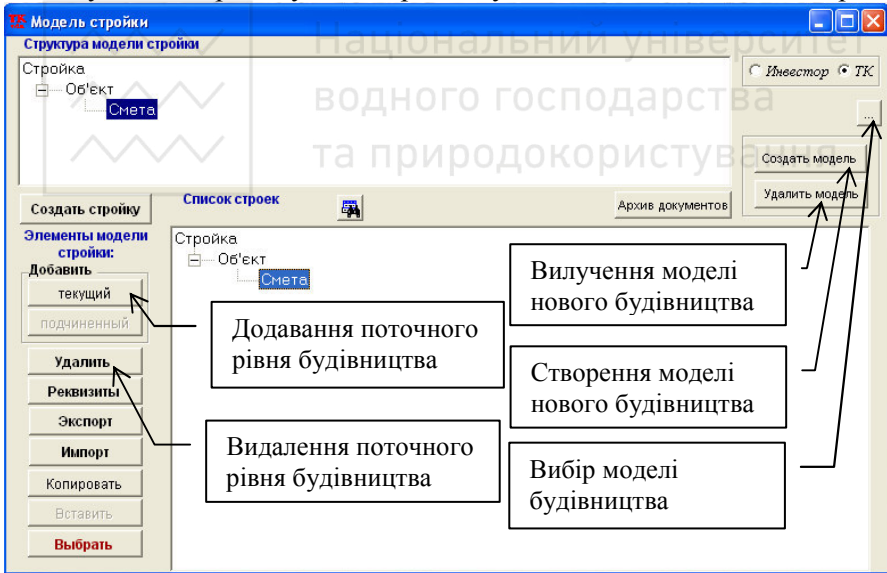 Модель стройки
Структура модели стройки
Національний університет
водного господарства
та природокористування
Стройка
Об'єкт
Смета
Инвестор
ТК
...
Создать модель
Удалить модель
Создать стройку
Список строек
Архив документов
Элементы модели
стройки:
Добавить
текущий
подчиненный
Удалить
Реквизиты
Экспорт
Импорт
Копировать
Вставить
Выбрать
Стройка
Об'єкт
Смета
Вилучення моделі
нового будівництва
Додавання поточного
рівня будівництва
Створення моделі
нового будівництва
Видалення поточного
рівня будівництва
Вибір моделі
будівництва